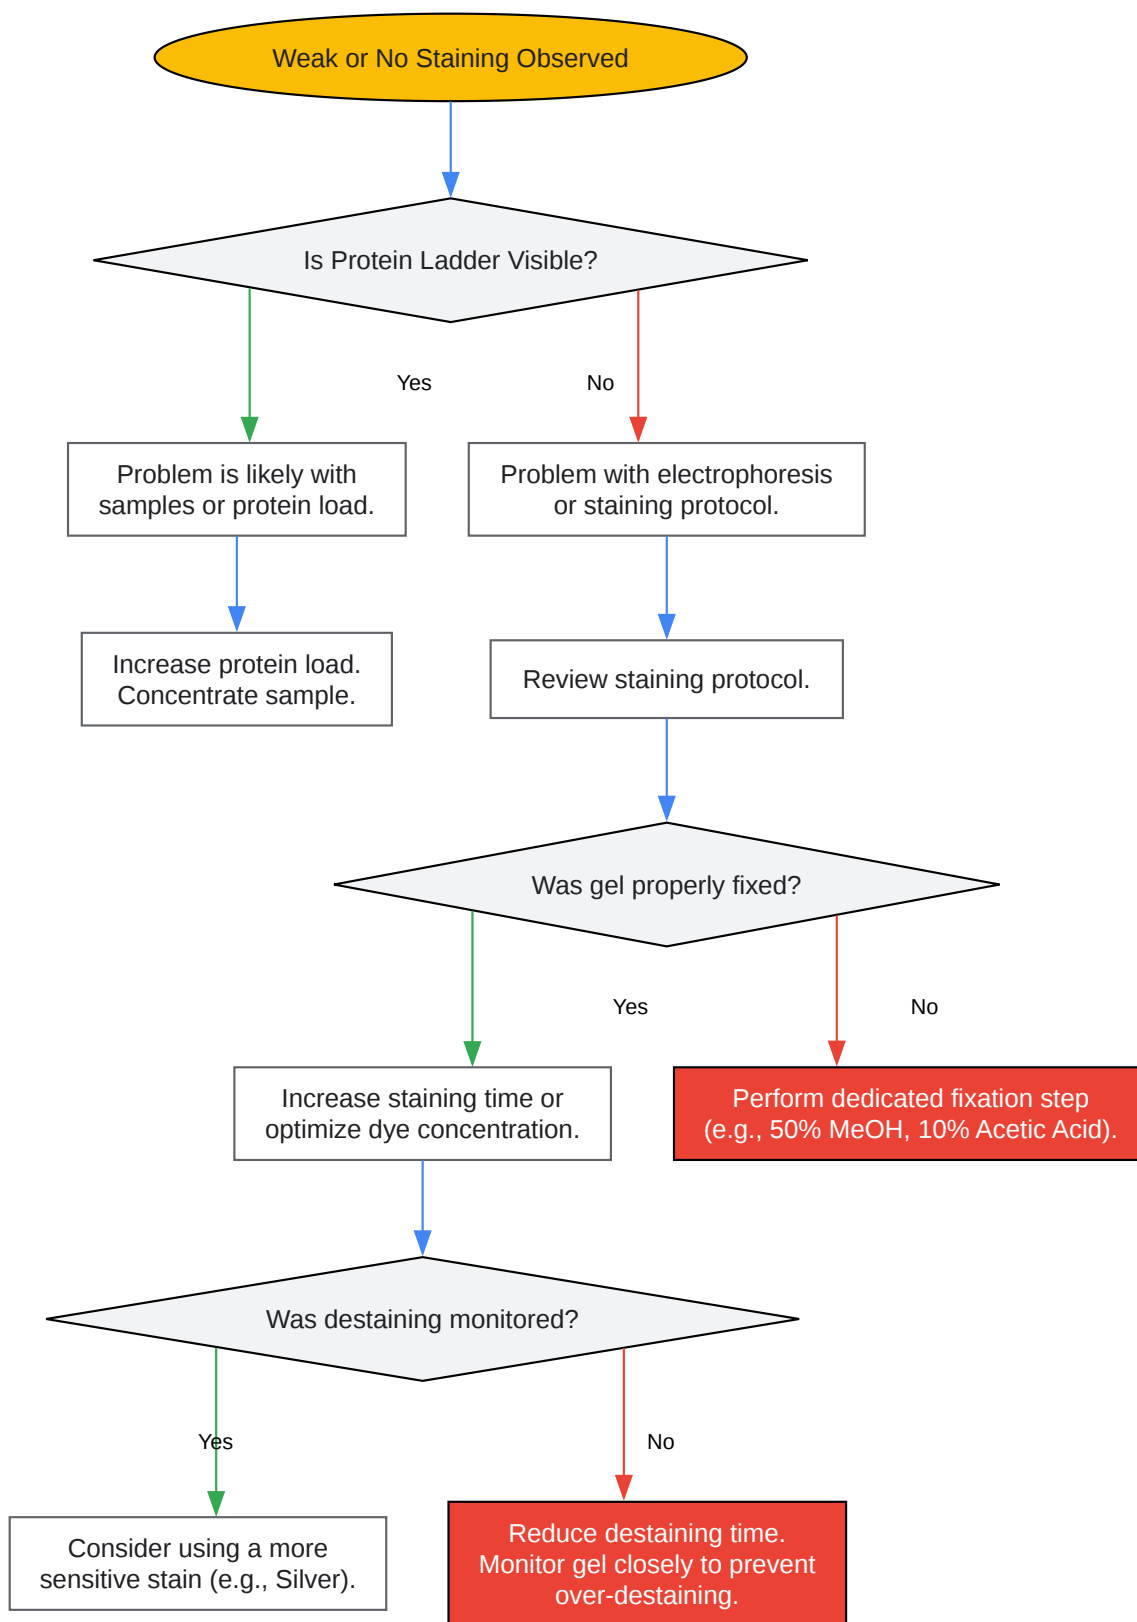 Weak or No Staining Observed
Is Protein Ladder Visible?
Yes
No
Problem is likely with
samples or protein load.
Problem with electrophoresis
or staining protocol.
Increase protein load.
Concentrate sample.
Review staining protocol.
Was gel properly fixed?
Yes
No
Increase staining time or
optimize dye concentration.
Perform dedicated fixation step
(e.g., 50% MeOH, 10% Acetic Acid).
Was destaining monitored?
Yes
No
Consider using a more
sensitive stain (e.g., Silver).
Reduce destaining time.
Monitor gel closely to prevent
over-destaining.